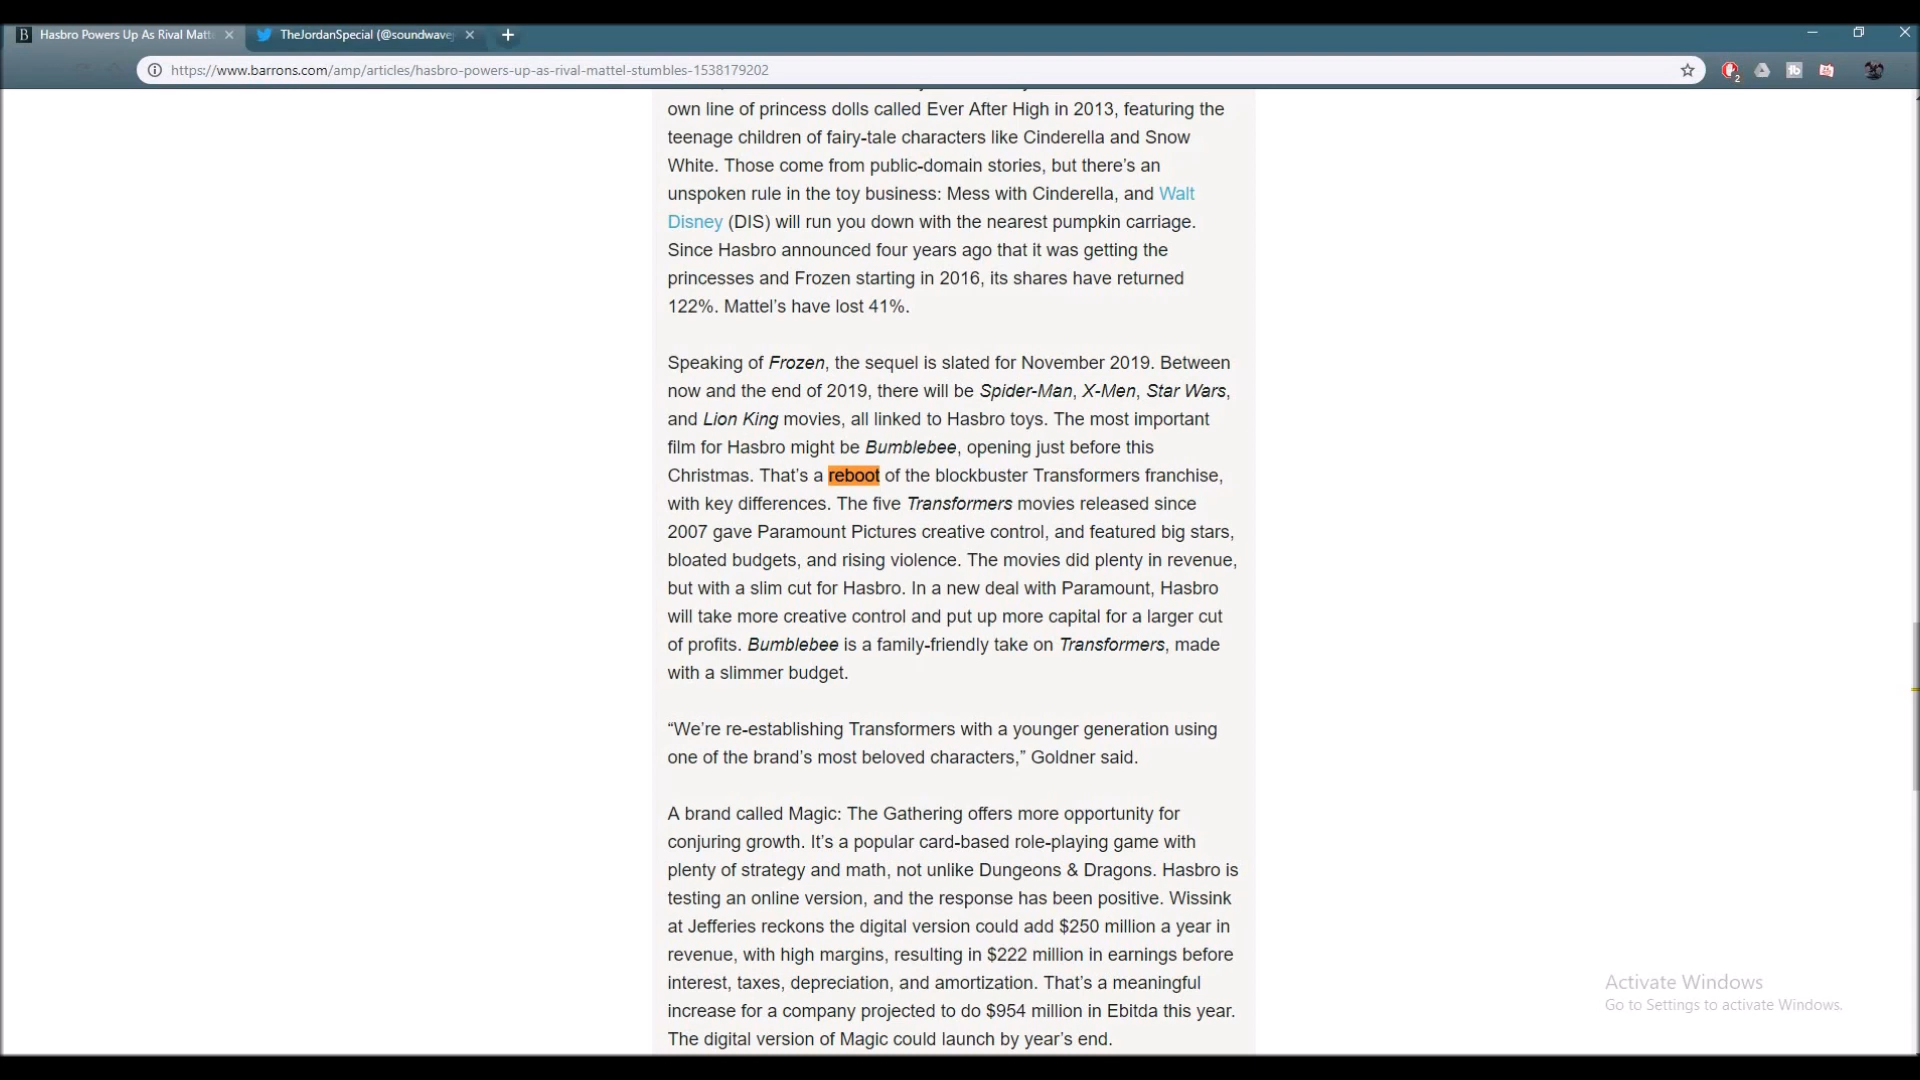 Hasbro Powers Up As Rival Matt
TheJordanSpecial (@soundwave
https://www.barrons.com/amp/articles/hasbro-powers-up-as-rival-mattel-stumbles-1538179202
own line of princess dolls called Ever After High in 2013, featuring the
teenage children of fairy-tale characters like Cinderella and Snow
White. Those come from public-domain stories, but there’s an
unspoken rule in the toy business: Mess with Cinderella, and Walt
Disney (DIS) will run you down with the nearest pumpkin carriage.
Since Hasbro announced four years ago that it was getting the
princesses and Frozen starting in 2016, its shares have returned
122%. Mattel’s have lost 41%.
Speaking of Frozen, the sequel is slated for November 2019. Between
now and the end of 2019, there will be Spider-Man, X-Men, Star Wars,
and Lion King movies, all linked to Hasbro toys. The most important
film for Hasbro might be Bumblebee, opening just before this
Christmas. That’s a reboot of the blockbuster Transformers franchise,
with key differences. The five Transformers movies released since
2007 gave Paramount Pictures creative control, and featured big stars,
bloated budgets, and rising violence. The movies did plenty in revenue,
but with a slim cut for Hasbro. In a new deal with Paramount, Hasbro
will take more creative control and put up more capital for a larger cut
of profits. Bumblebee is a family-friendly take on Transformers, made
with a slimmer budget.
“We’re re-establishing Transformers with a younger generation using
one of the brand’s most beloved characters,” Goldner said.
A brand called Magic: The Gathering offers more opportunity for
conjuring growth. It’s a popular card-based role-playing game with
plenty of strategy and math, not unlike Dungeons & Dragons. Hasbro is
testing an online version, and the response has been positive. Wissink
at Jefferies reckons the digital version could add $250 million a year in
revenue, with high margins, resulting in $222 million in earnings before
interest, taxes, depreciation, and amortization. That’s a meaningful
increase for a company projected to do $954 million in Ebitda this year.
The digital version of Magic could launch by year’s end.
Activate Windows
Go to Settings to activate Windows.